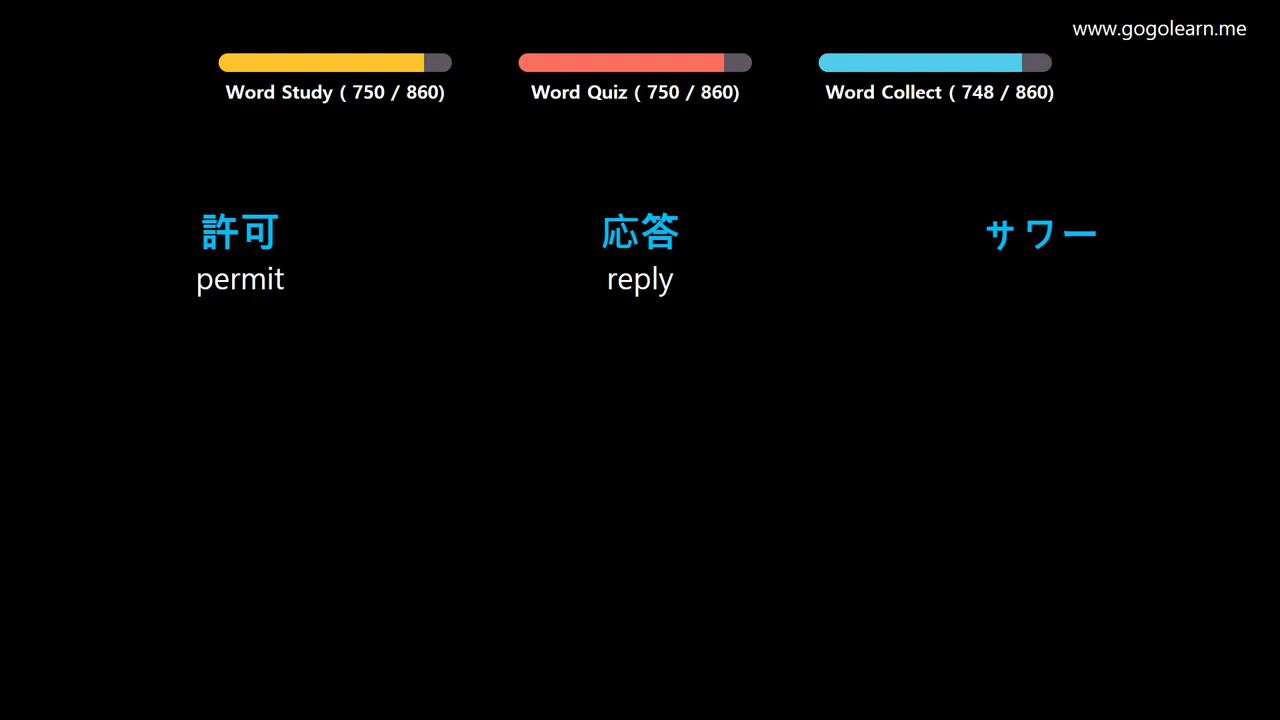 www.gogolearn.me
Word Study ( 750 / 860)
Word Quiz ( 750 / 860)
Word Collect ( 748 / 860)
許可
permit
応答
reply
サワー